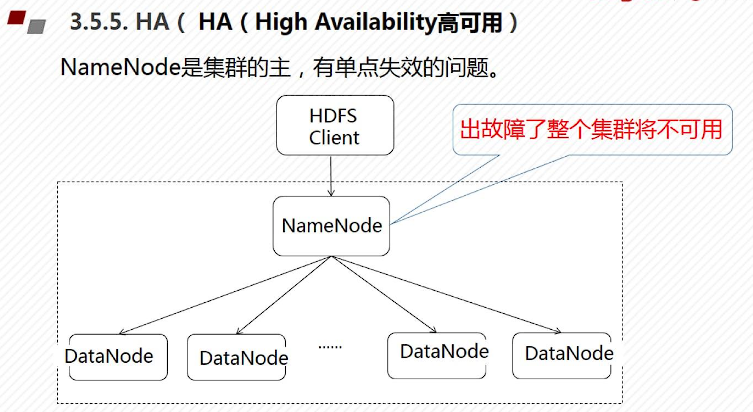 3.5.5. HA（ HA（High Availability高可用）
NameNode是集群的主，有单点失效的问题。
HDFS
Client
出故障了整个集群将不可用
NameNode
DataNode
DataNode
······
DataNode
DataNode